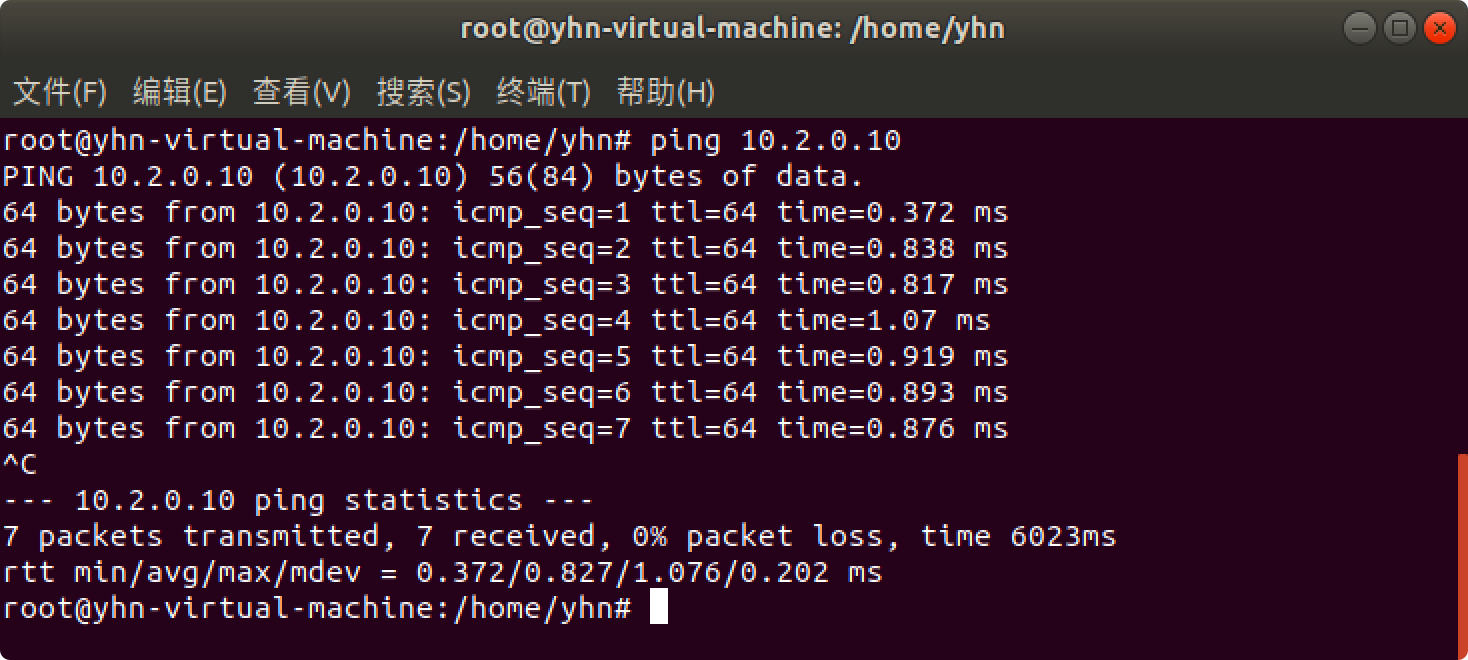 root@yhn-virtual-machine: /home/yhn
文件(F) 编辑(E) 查看(V) 搜索(S) 终端(T) 帮助(H)
root@yhn-virtual-machine:/home/yhn# ping 10.2.0.10
PING 10.2.0.10 (10.2.0.10) 56(84) bytes of data.
64 bytes from 10.2.0.10: icmp_seq=1 ttl=64 time=0.372 ms
64 bytes from 10.2.0.10: icmp_seq=2 ttl=64 time=0.838 ms
64 bytes from 10.2.0.10: icmp_seq=3 ttl=64 time=0.817 ms
64 bytes from 10.2.0.10: icmp_seq=4 ttl=64 time=1.07 ms
64 bytes from 10.2.0.10: icmp_seq=5 ttl=64 time=0.919 ms
64 bytes from 10.2.0.10: icmp_seq=6 ttl=64 time=0.893 ms
64 bytes from 10.2.0.10: icmp_seq=7 ttl=64 time=0.876 ms
^C
--- 10.2.0.10 ping statistics ---
7 packets transmitted, 7 received, 0% packet loss, time 6023ms
rtt min/avg/max/mdev = 0.372/0.827/1.076/0.202 ms
root@yhn-virtual-machine:/home/yhn#